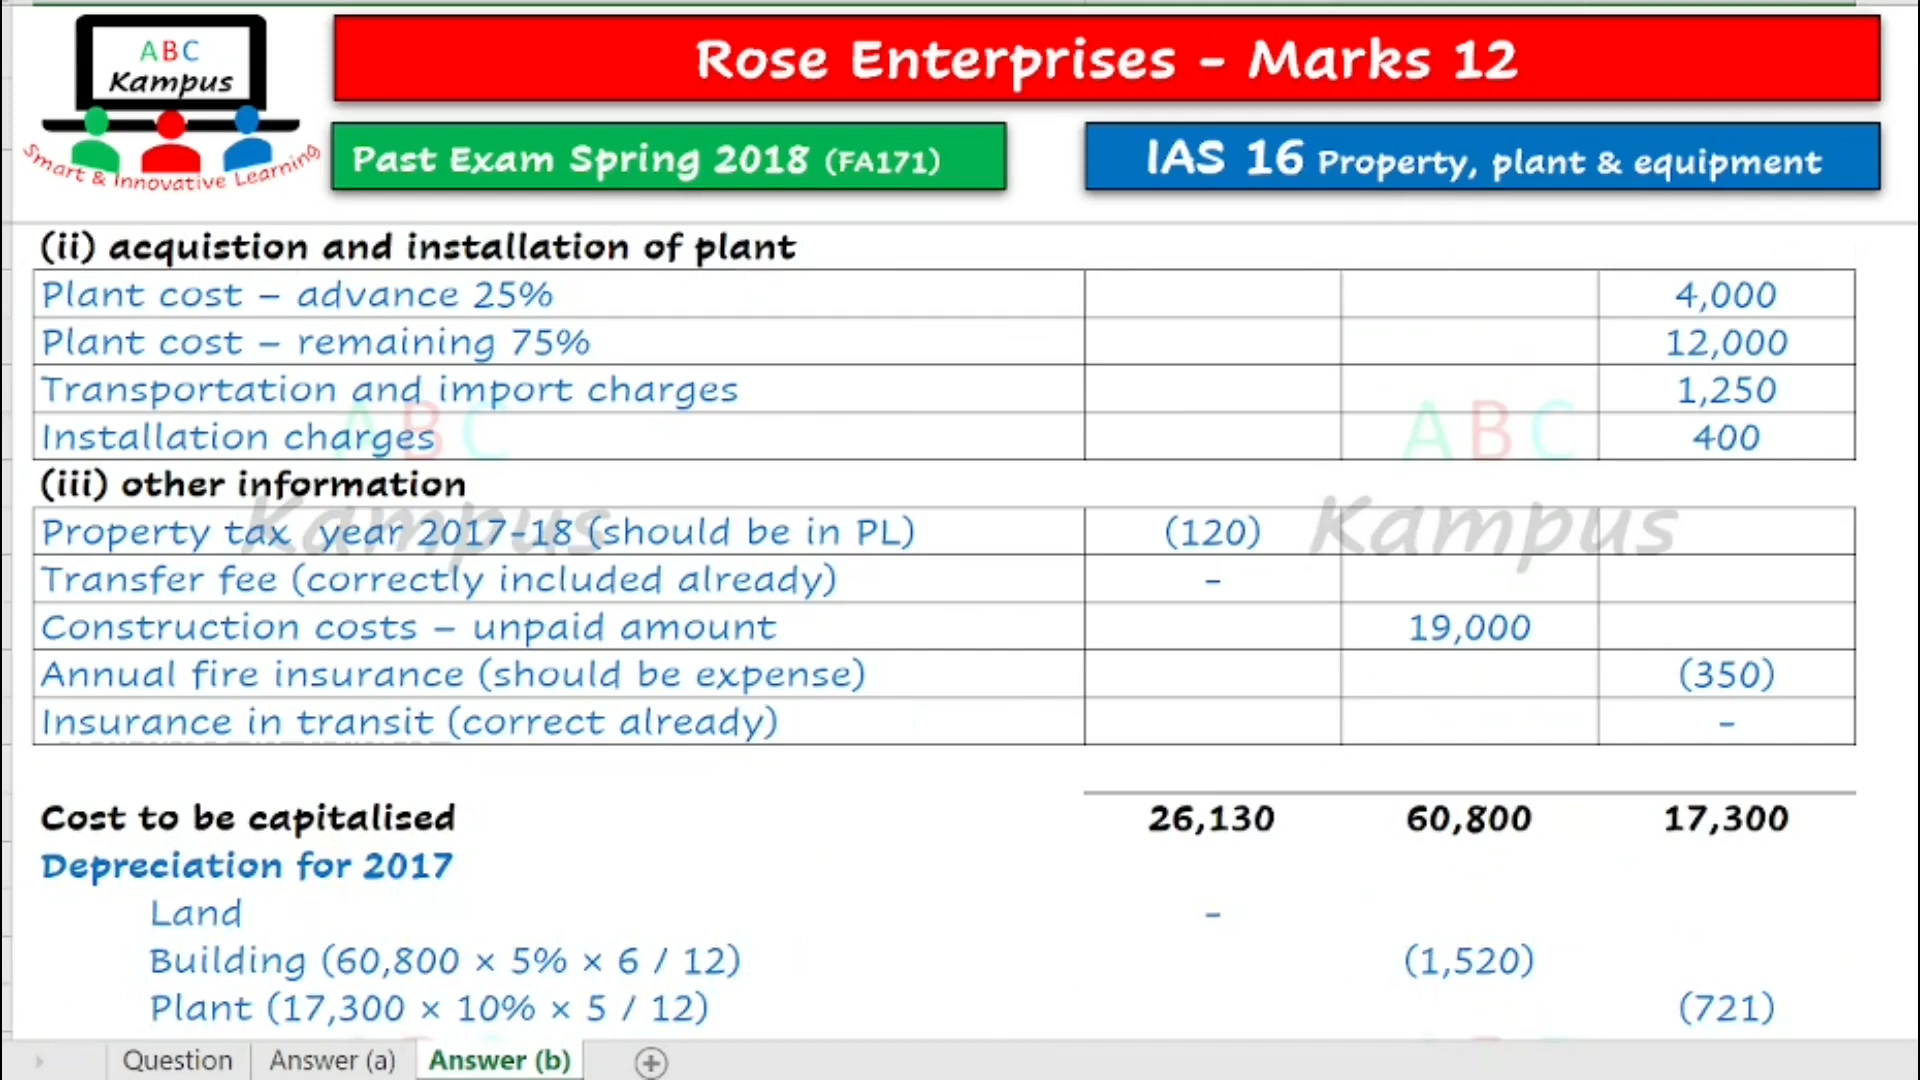 ABC
Kampus
Smart & Innovative Learning
Rose Enterprises - Marks 12
Past Exam Spring 2018 (FA171)
IAS 16 Property, plant & equipment
(ii) acquistion and installation of plant
Plant cost – advance 25% 4,000
Plant cost – remaining 75% 12,000
Transportation and import charges 1,250
Installation charges 400
(iii) other information
Property tax year 2017-18 (should be in PL) (120)
Transfer fee (correctly included already) -
Construction costs – unpaid amount 19,000
Annual fire insurance (should be expense) (350)
Insurance in transit (correct already) -
Cost to be capitalised 26,130 60,800 17,300
Depreciation for 2017
Land -
Building (60,800 × 5% × 6 / 12) (1,520)
Plant (17,300 × 10% × 5 / 12) (721)
ABC
Kampus
ABC
Kampus
Question Answer (a) Answer (b)